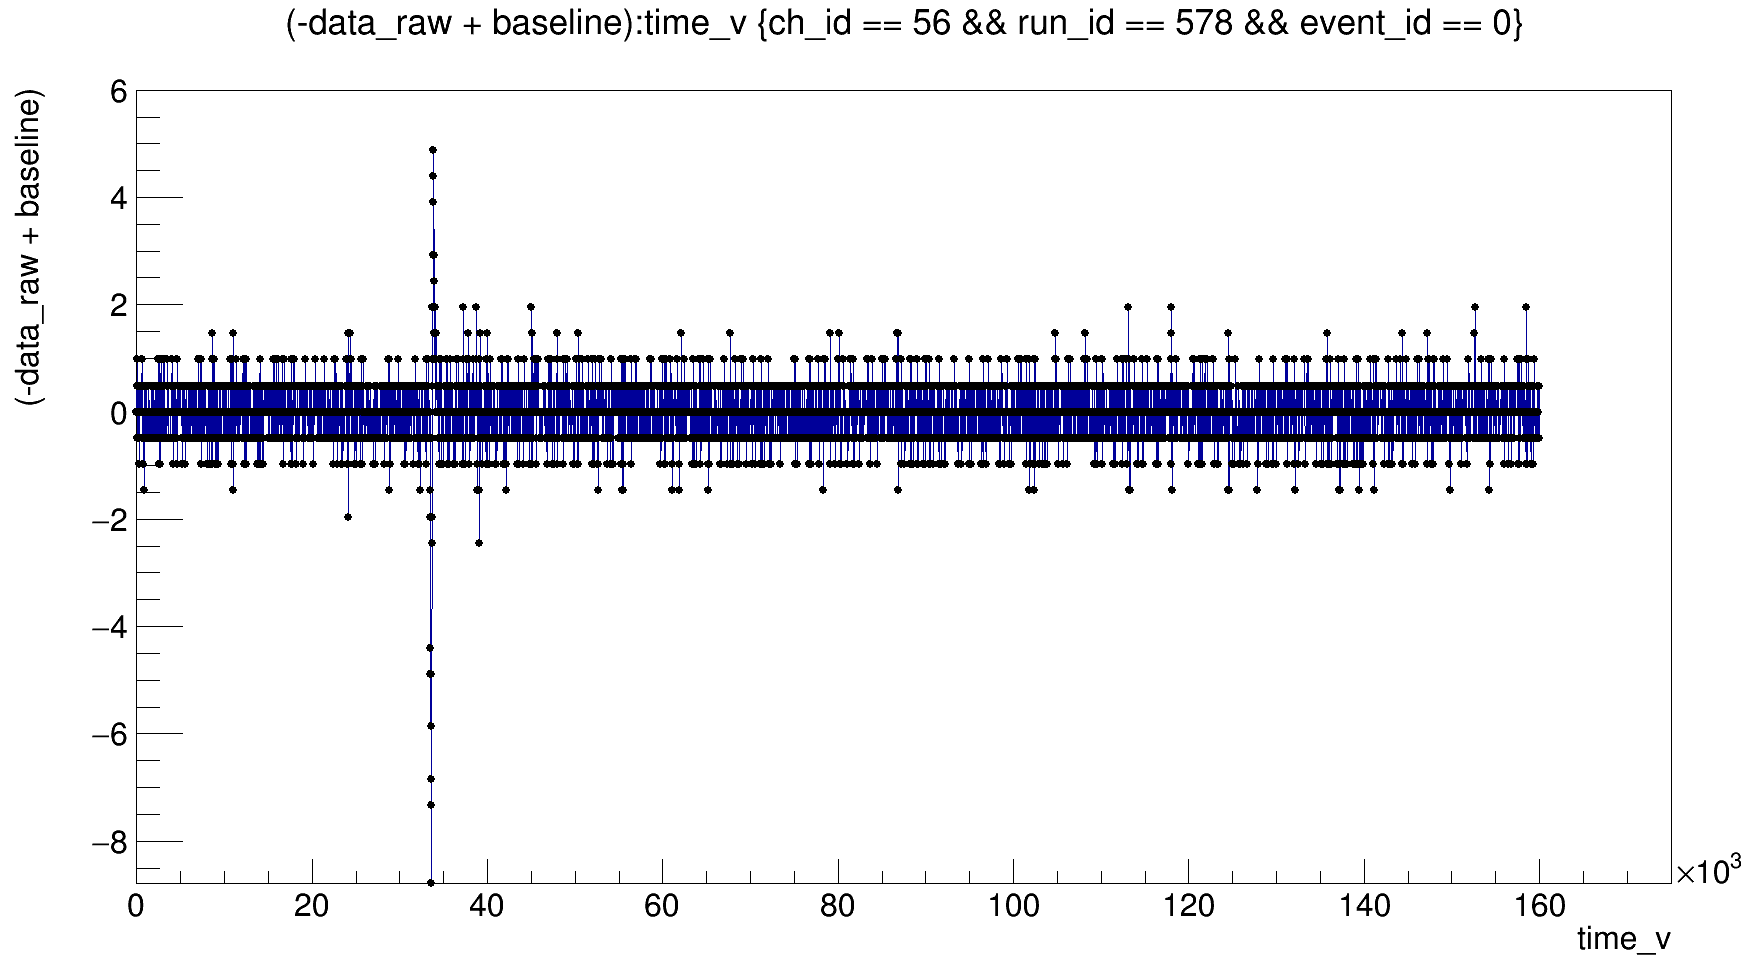 (-data_raw + baseline):time_v {ch_id == 56 && run_id == 578 && event_id == 0}
(-data_raw + baseline)
6
4
2
0
−2
−4
−6
−8
0 20 40 60 80 100 120 140 160
×10³
time_v